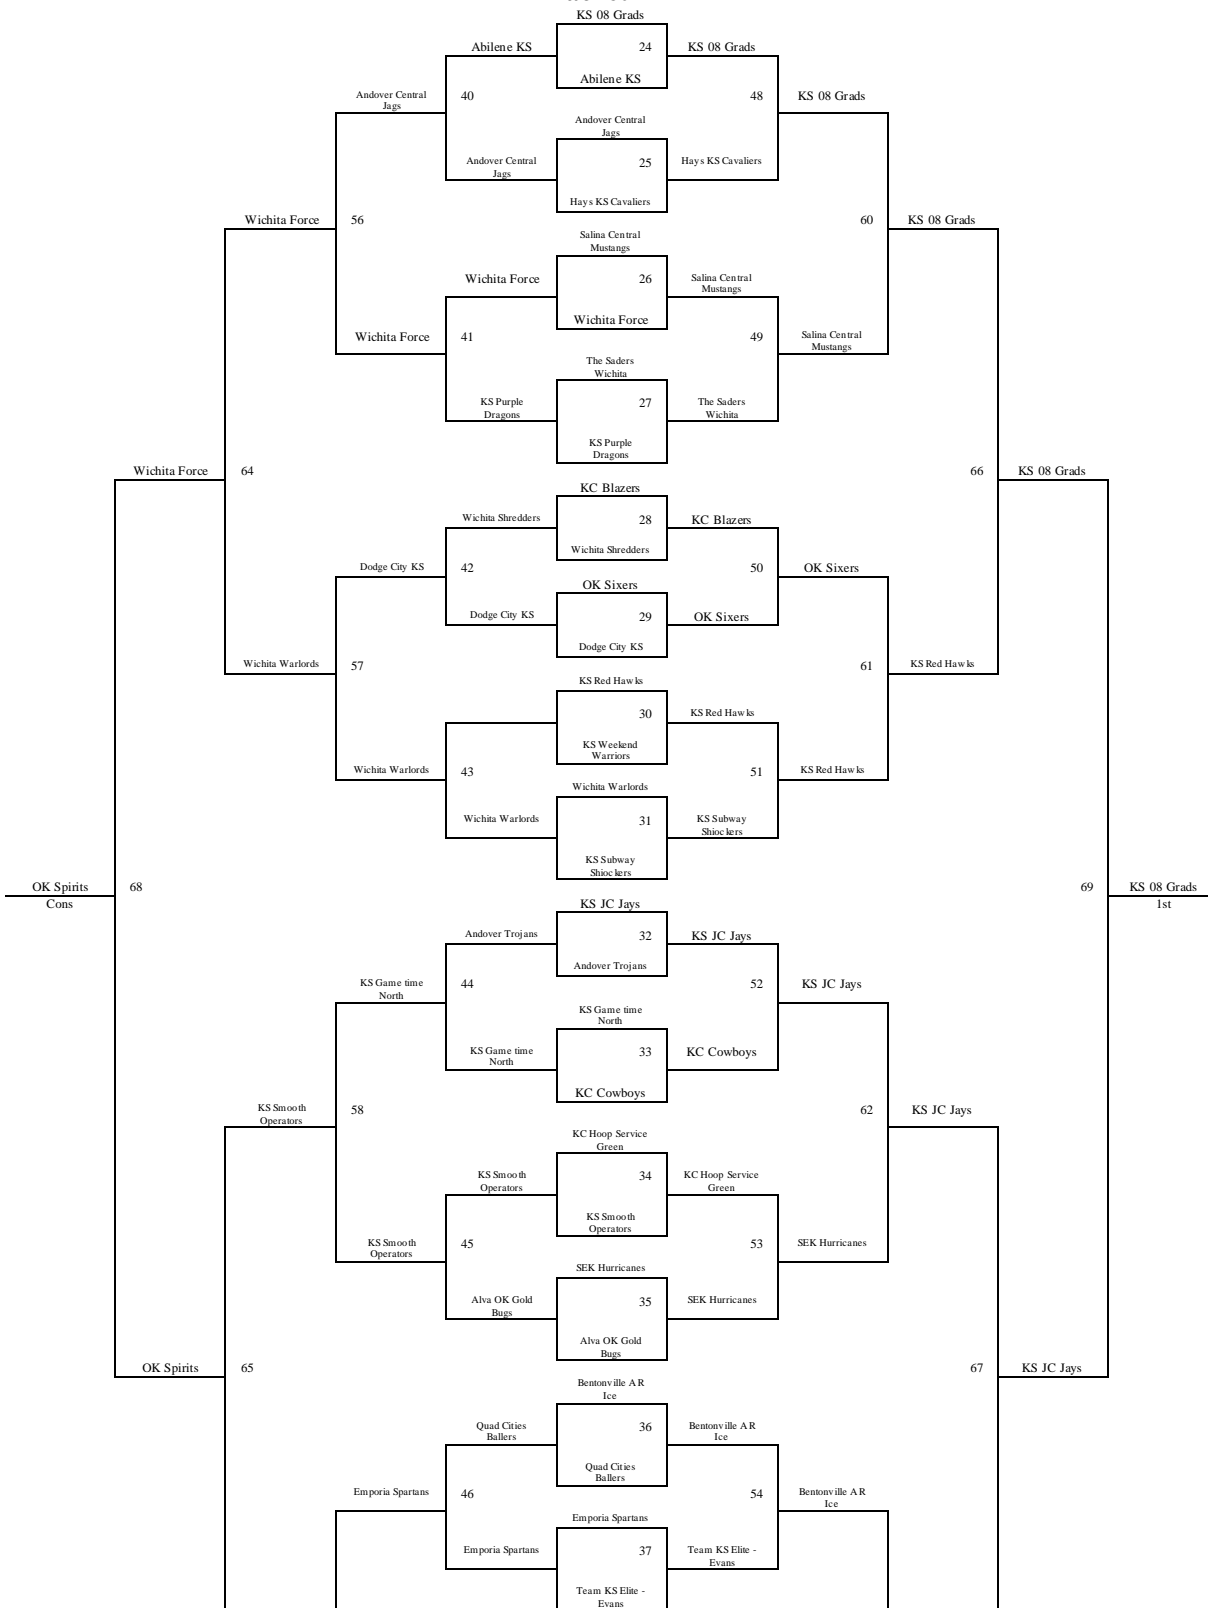 KS 08 Grads
Abilene KS
24
KS 08 Grads
Abilene KS
Andover Central
Jags
40
48
KS 08 Grads
Andover Central
Jags
Andover Central
Jags
25
Hays KS Cavaliers
Hays KS Cavaliers
Wichita Force
56
60
KS 08 Grads
Salina Central
Mustangs
Wichita Force
26
Salina Central
Mustangs
Wichita Force
Wichita Force
41
49
Salina Central
Mustangs
The Saders
Wichita
KS Purple
Dragons
27
The Saders
Wichita
KS Purple
Dragons
Wichita Force
64
66
KS 08 Grads
KC Blazers
Wichita Shredders
28
KC Blazers
Wichita Shredders
Dodge City KS
42
50
OK Sixers
OK Sixers
Dodge City KS
29
OK Sixers
Dodge City KS
Wichita Warlords
57
61
KS Red Hawks
KS Red Hawks
30
KS Red Hawks
KS Weekend
Warriors
Wichita Warlords
43
51
KS Red Hawks
Wichita Warlords
Wichita Warlords
31
KS Subway
Shiockers
KS Subway
Shiockers
OK Spirits
68
69
KS 08 Grads
Cons
1st
KS JC Jays
Andover Trojans
32
KS JC Jays
Andover Trojans
KS Game time
North
44
52
KS JC Jays
KS Game time
North
KS Game time
North
33
KC Cowboys
KC Cowboys
KS Smooth
Operators
58
62
KS JC Jays
KC Hoop Service
Green
KS Smooth
Operators
34
KC Hoop Service
Green
KS Smooth
Operators
KS Smooth
Operators
45
53
SEK Hurricanes
SEK Hurricanes
Alva OK Gold
Bugs
35
SEK Hurricanes
Alva OK Gold
Bugs
OK Spirits
65
67
KS JC Jays
Bentonville AR
Ice
Quad Cities
Ballers
36
Bentonville AR
Ice
Quad Cities
Ballers
Emporia Spartans
46
54
Bentonville AR
Ice
Emporia Spartans
Emporia Spartans
37
Team KS Elite -
Evans
Team KS Elite -
Evans